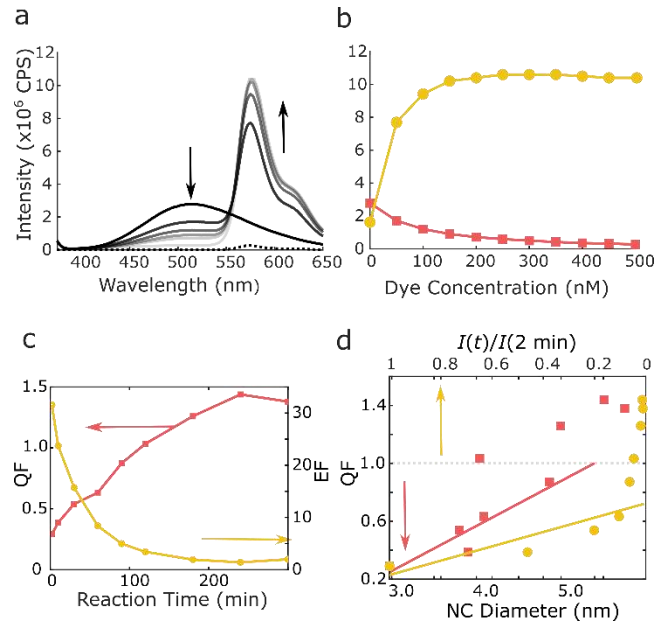 a
12
10
8
6
4
2
0
Intensity (x10⁶ CPS)
400 450 500 550 600 650
Wavelength (nm)
b
12
10
8
6
4
2
0
0 100 200 300 400 500
Dye Concentration (nM)
c
1.5
1.0
0.5
0
QF
30
20
10
0
EF
0 100 200
Reaction Time (min)
d
I(t)/I(2 min)
1 0.8 0.6 0.4 0.2 0
1.4
1.0
0.6
0.2
QF
3.0 4.0 5.0
NC Diameter (nm)